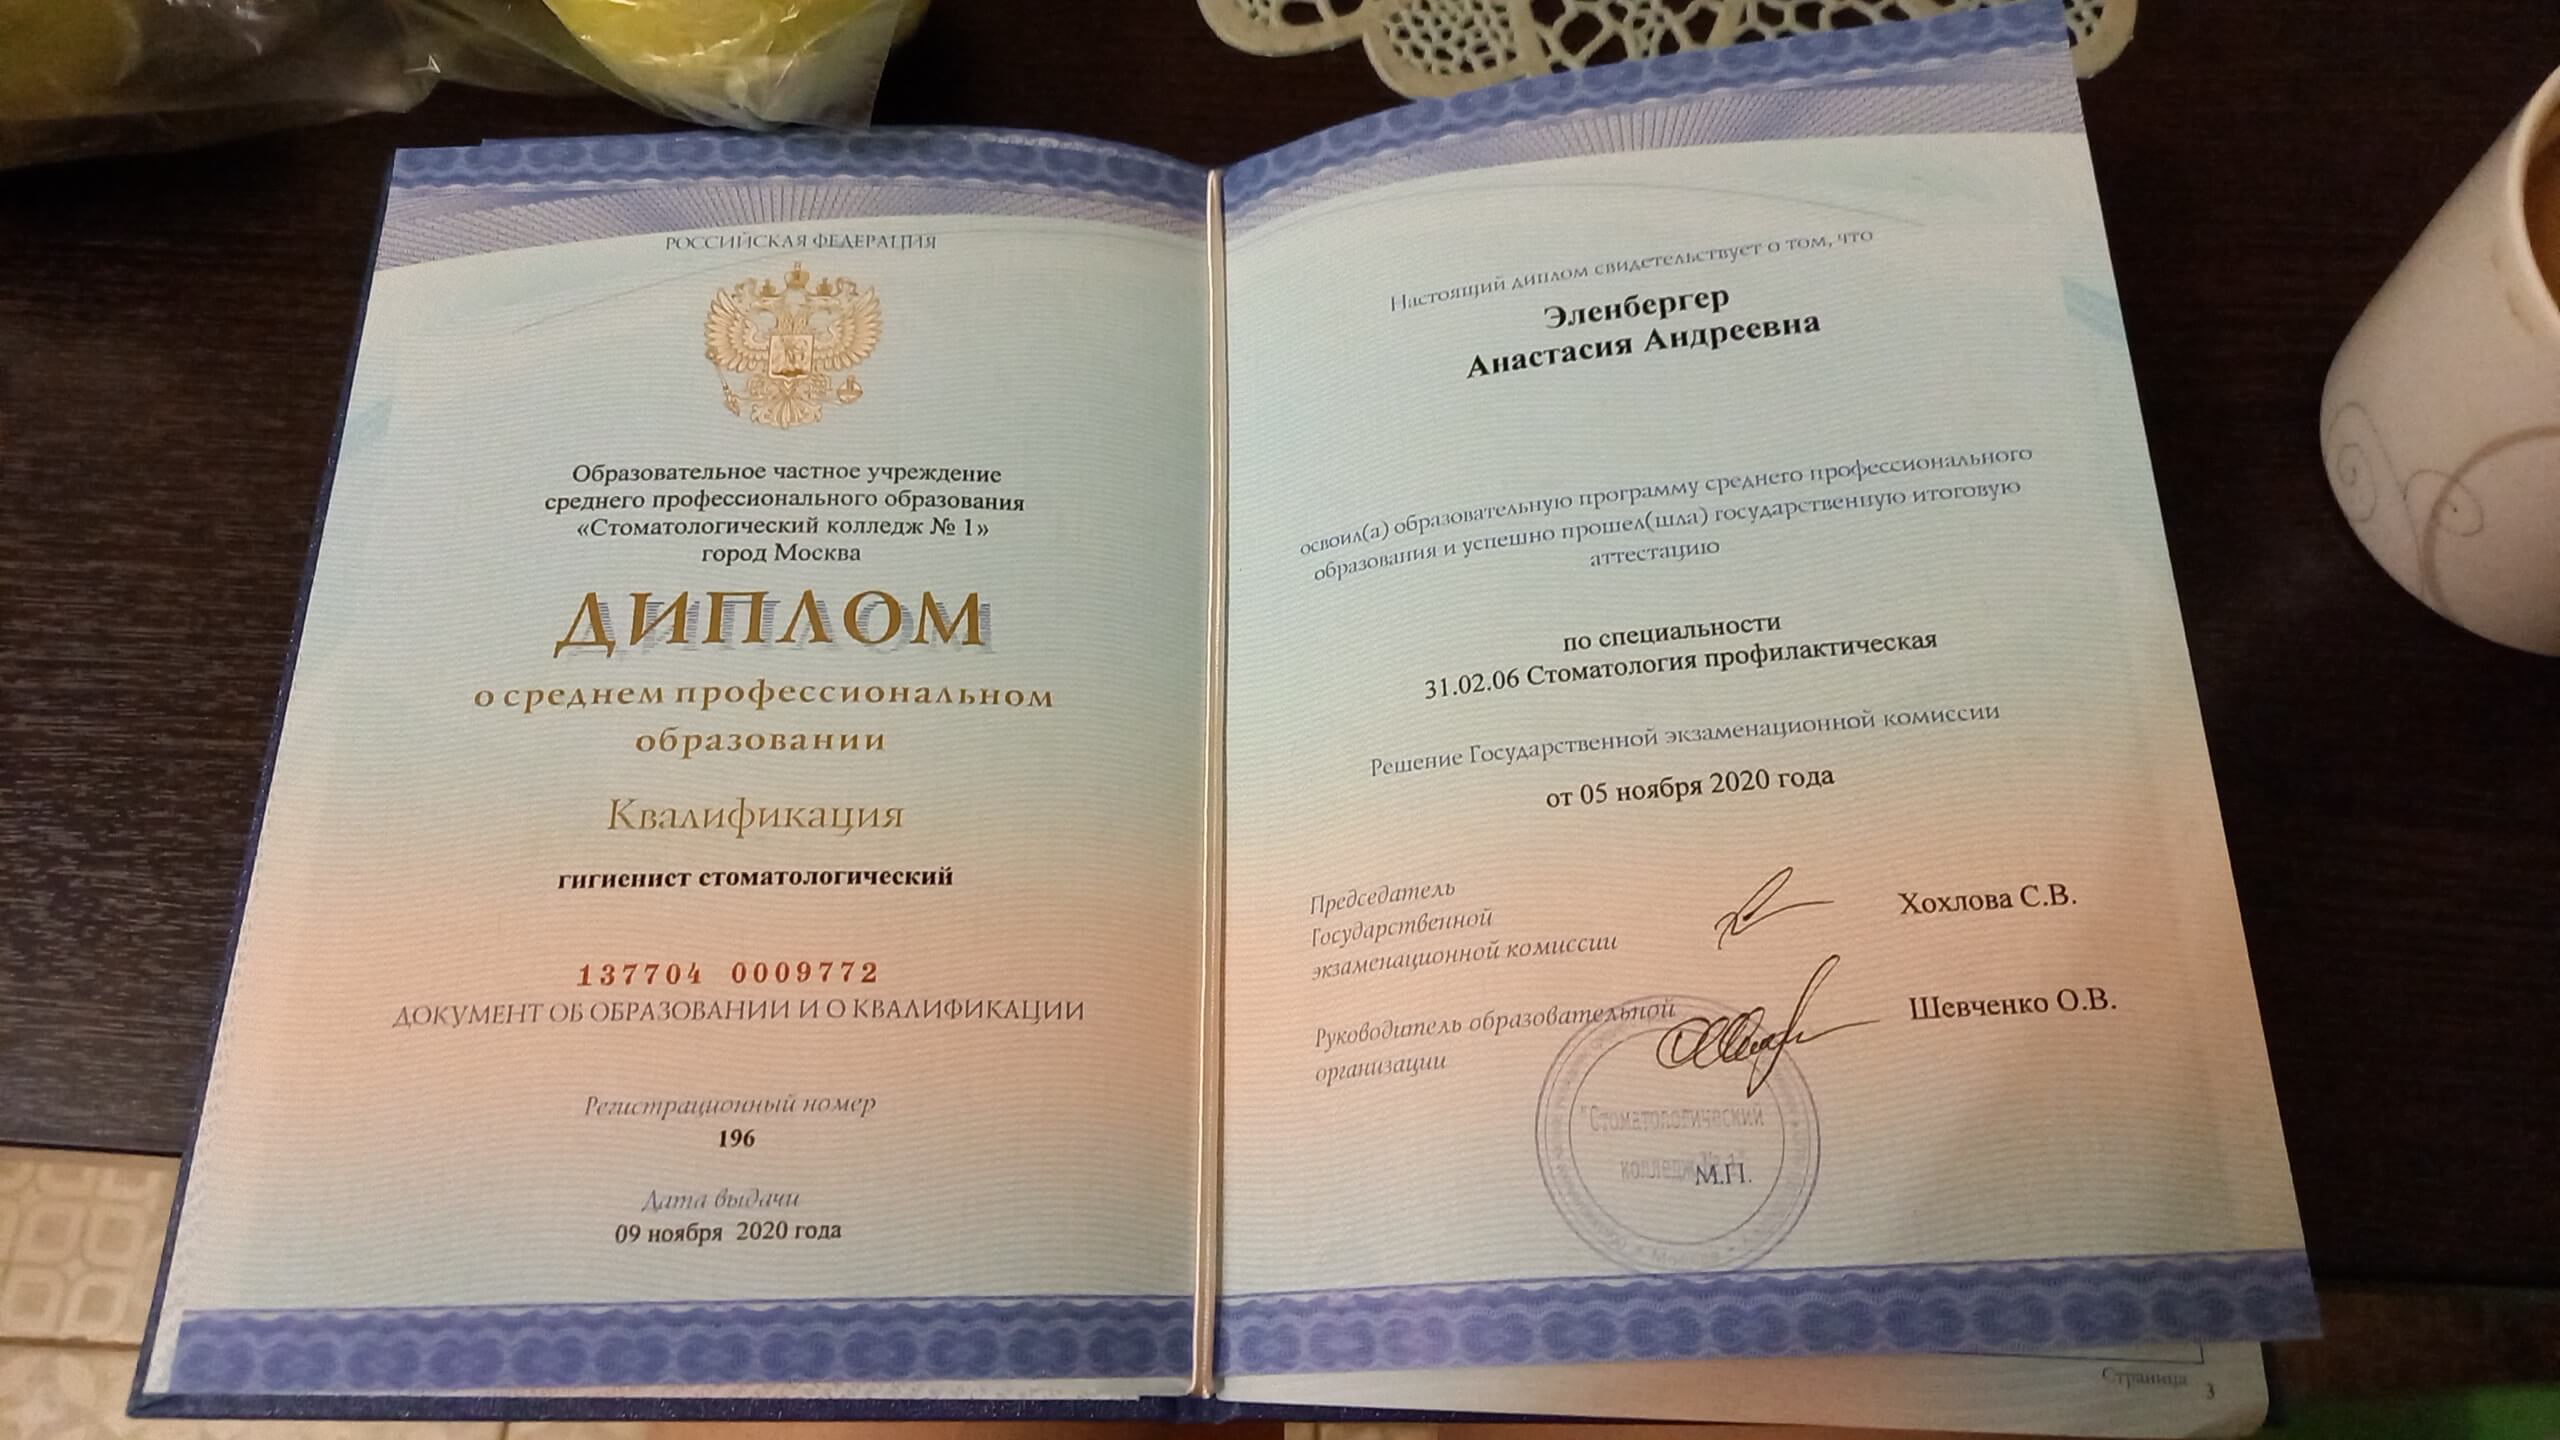 РОССИЙСКАЯ ФЕДЕРАЦИЯ
Образовательное частное учреждение
среднего профессионального образования
«Стоматологический колледж № 1»
город Москва
ДИПЛОМ
о среднем профессиональном
образовании
Квалификация
гигиенист стоматологический
137704 0009772
ДОКУМЕНТ ОБ ОБРАЗОВАНИИ И О КВАЛИФИКАЦИИ
Регистрационный номер
196
Дата выдачи
09 ноября 2020 года
Настоящий диплом свидетельствует о том, что
Эленбергер
Анастасия Андреевна
освоил(а) образовательную программу среднего профессионального
образования и успешно прошел(шла) государственную итоговую
аттестацию
по специальности
31.02.06 Стоматология профилактическая
Решение Государственной экзаменационной комиссии
от 05 ноября 2020 года
Председатель
Государственной
экзаменационной комиссии
Хохлова С.В.
Руководитель образовательной
организации
Шевченко О.В.
"Стоматологический
колледж № 1"
М.П.
Страница 3